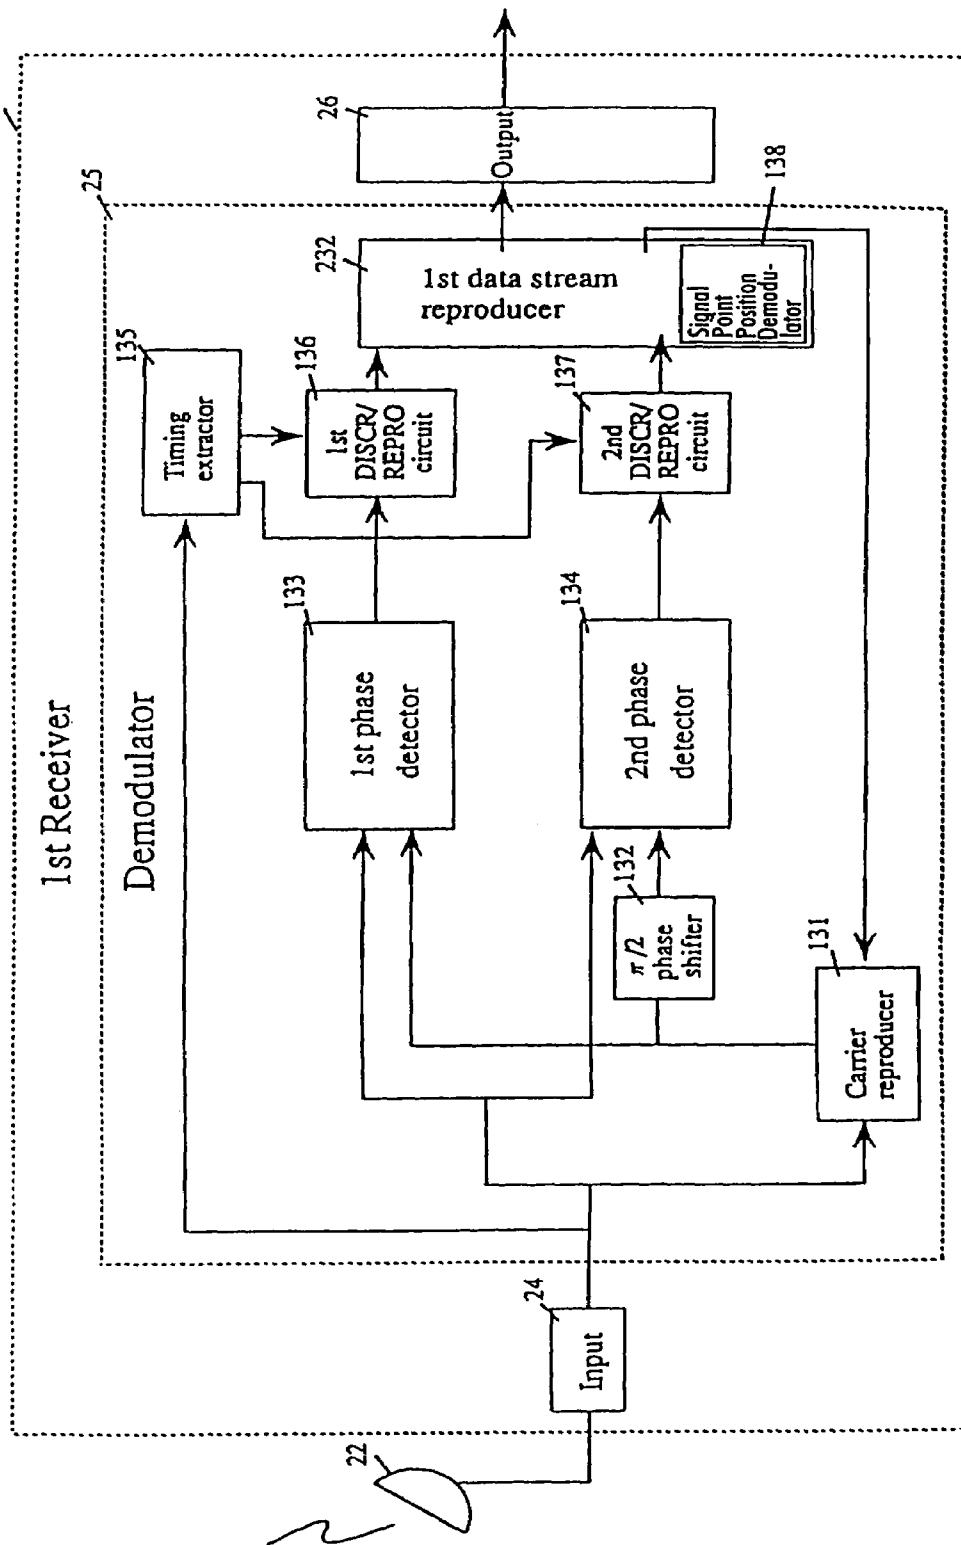 1st Receiver
Demodulator
25
22
24
Input
135
Timing
extractor
133
1st phase
detector
136
1st
DISCR/
REPRO
circuit
232
1st data stream
reproducer
26
Output
132
π/2
phase
shifter
134
2nd phase
detector
137
2nd
DISCR/
REPRO
circuit
138
Signal
Point
Position
Demodu-
lator
131
Carrier
reproducer